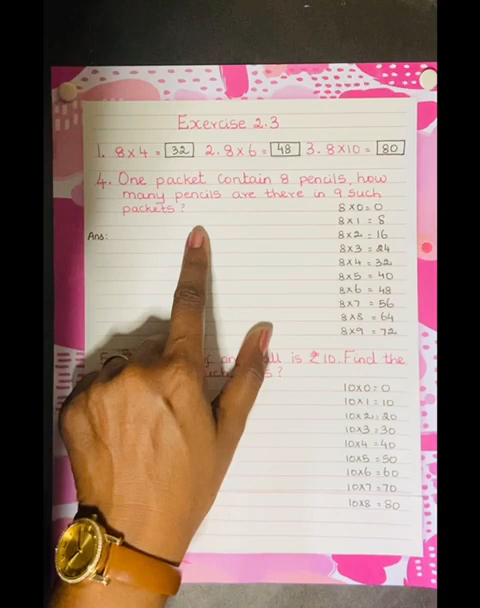 Exercise 2.3
1. 8x4 = 32 2. 8x6 = 48 3. 8x10 = 80
4. One packet contain 8 pencils, how
many pencils are there in 9 such
packets?
Ans:
8x0=0
8x1 = 8
8x2 = 16
8x3 = 24
8x4 = 32
8x5 = 40
8x6 = 48
8x7 = 56
8x8 = 64
8x9 = 72
is ₹10. Find the
?
10x0=0
10x1=10
10x2=20
10x3=30
10x4=40
10x5=50
10x6=60
10x7=70
10x8=80